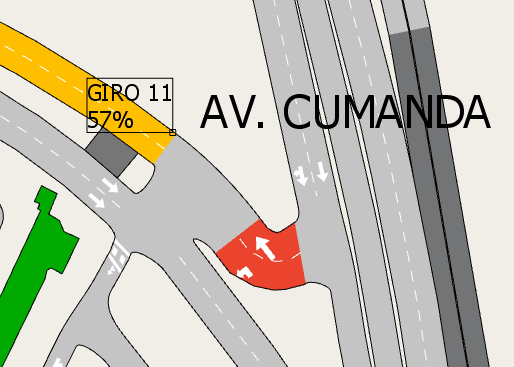 GIRO 11
57%
AV. CUMANDA